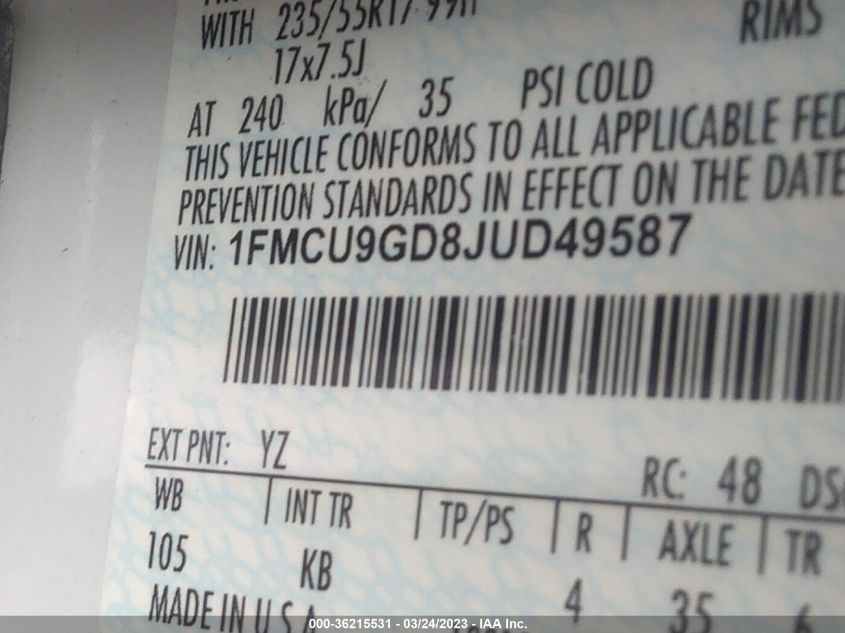 WITH 235/55R17 99H RIMS
17x7.5J
AT 240 kPa/ 35 PSI COLD
THIS VEHICLE CONFORMS TO ALL APPLICABLE FED
PREVENTION STANDARDS IN EFFECT ON THE DATE
VIN: 1FMCU9GD8JUD49587
EXT PNT: YZ RC: 48 DS
WB INT TR TP/PS R AXLE TR
105 KB 4 35 6
MADE IN U S A
000-36215531 - 03/24/2023 - IAA Inc.